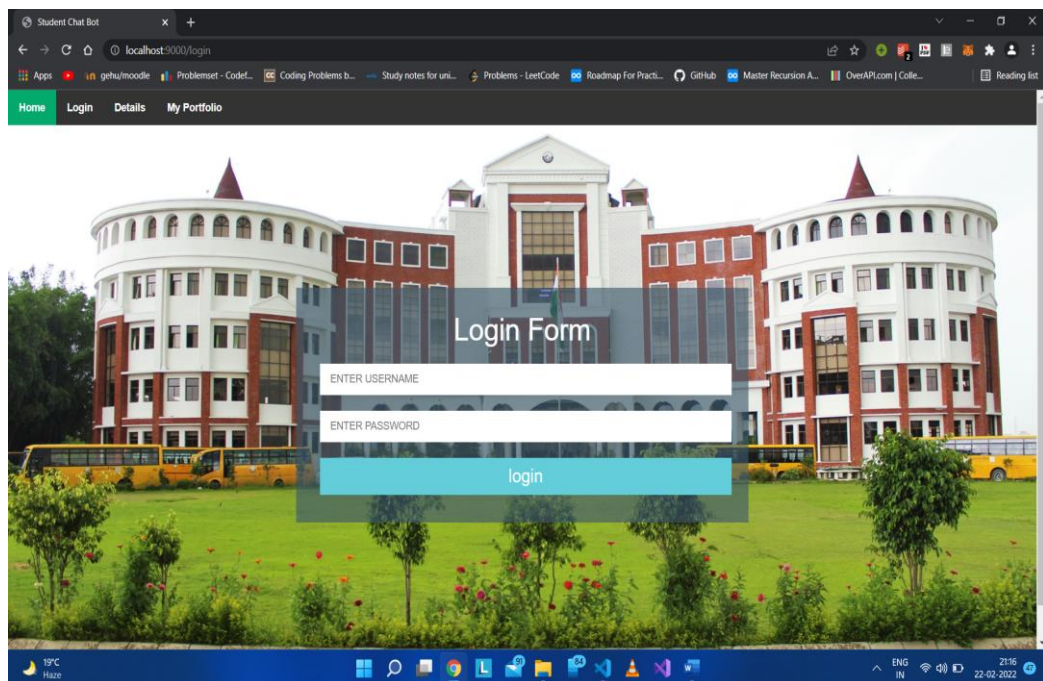 Student Chat Bot
localhost:9000/login
Apps
gehu/moodle
Problemset - Codef...
Coding Problems b...
Study notes for uni...
Problems - LeetCode
Roadmap For Practi...
GitHub
Master Recursion A...
OverAPI.com | Colle...
Reading list
Home Login Details My Portfolio
Login Form
ENTER USERNAME
ENTER PASSWORD
login
19°C
Haze
ENG
IN
21:16
22-02-2022